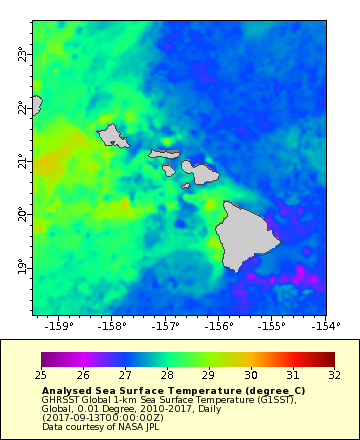 23°
22°
21°
20°
19°
-159° -158° -157° -156° -155° -154°
25 26 27 28 29 30 31 32
Analysed Sea Surface Temperature (degree_C)
GHRSST Global 1-km Sea Surface Temperature (G1SST),
Global, 0.01 Degree, 2010-2017, Daily
(2017-09-13T00:00:00Z)
Data courtesy of NASA JPL